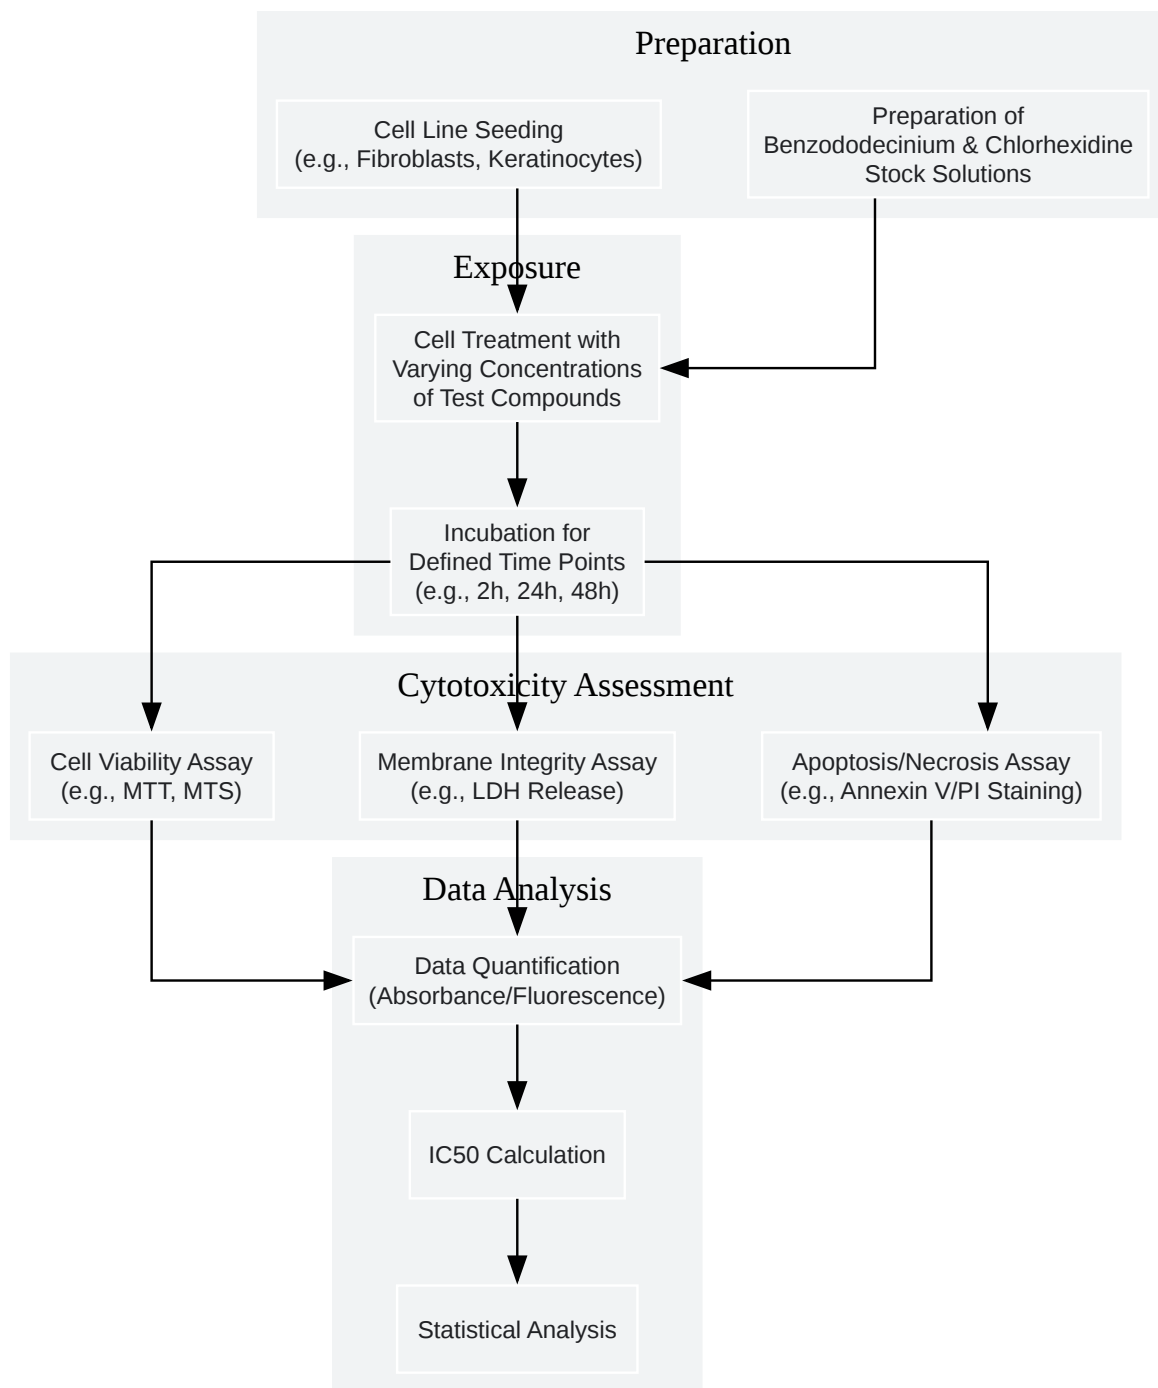 Preparation
Cell Line Seeding
(e.g., Fibroblasts, Keratinocytes)
Preparation of
Benzododecinium & Chlorhexidine
Stock Solutions
Exposure
Cell Treatment with
Varying Concentrations
of Test Compounds
Incubation for
Defined Time Points
(e.g., 2h, 24h, 48h)
Cytotoxicity Assessment
Cell Viability Assay
(e.g., MTT, MTS)
Membrane Integrity Assay
(e.g., LDH Release)
Apoptosis/Necrosis Assay
(e.g., Annexin V/PI Staining)
Data Analysis
Data Quantification
(Absorbance/Fluorescence)
IC50 Calculation
Statistical Analysis